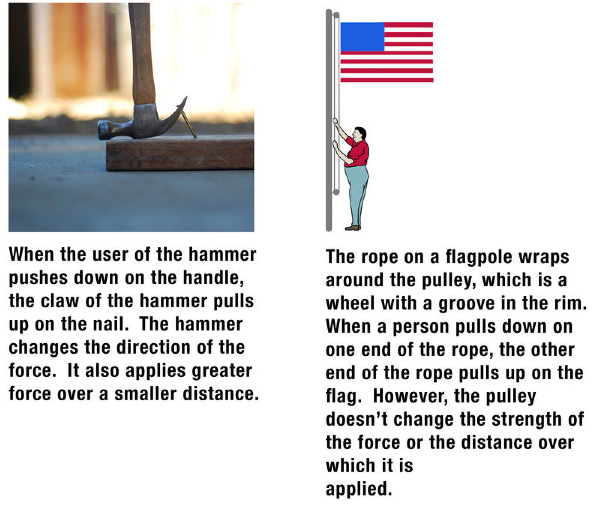 When the user of the hammer
pushes down on the handle,
the claw of the hammer pulls
up on the nail.  The hammer
changes the direction of the
force.  It also applies greater
force over a smaller distance.
The rope on a flagpole wraps
around the pulley, which is a
wheel with a groove in the rim.
When a person pulls down on
one end of the rope, the other
end of the rope pulls up on the
flag.  However, the pulley
doesn't change the strength of
the force or the distance over
which it is
applied.